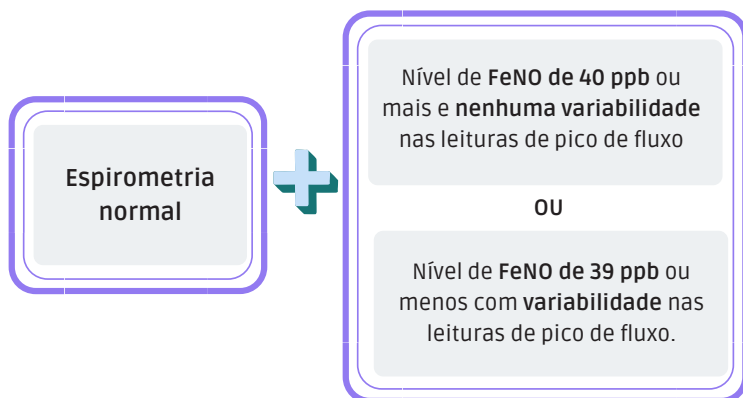 Espirometria
normal
Nível de FeNO de 40 ppb ou
mais e nenhuma variabilidade
nas leituras de pico de fluxo
OU
Nível de FeNO de 39 ppb ou
menos com variabilidade nas
leituras de pico de fluxo.